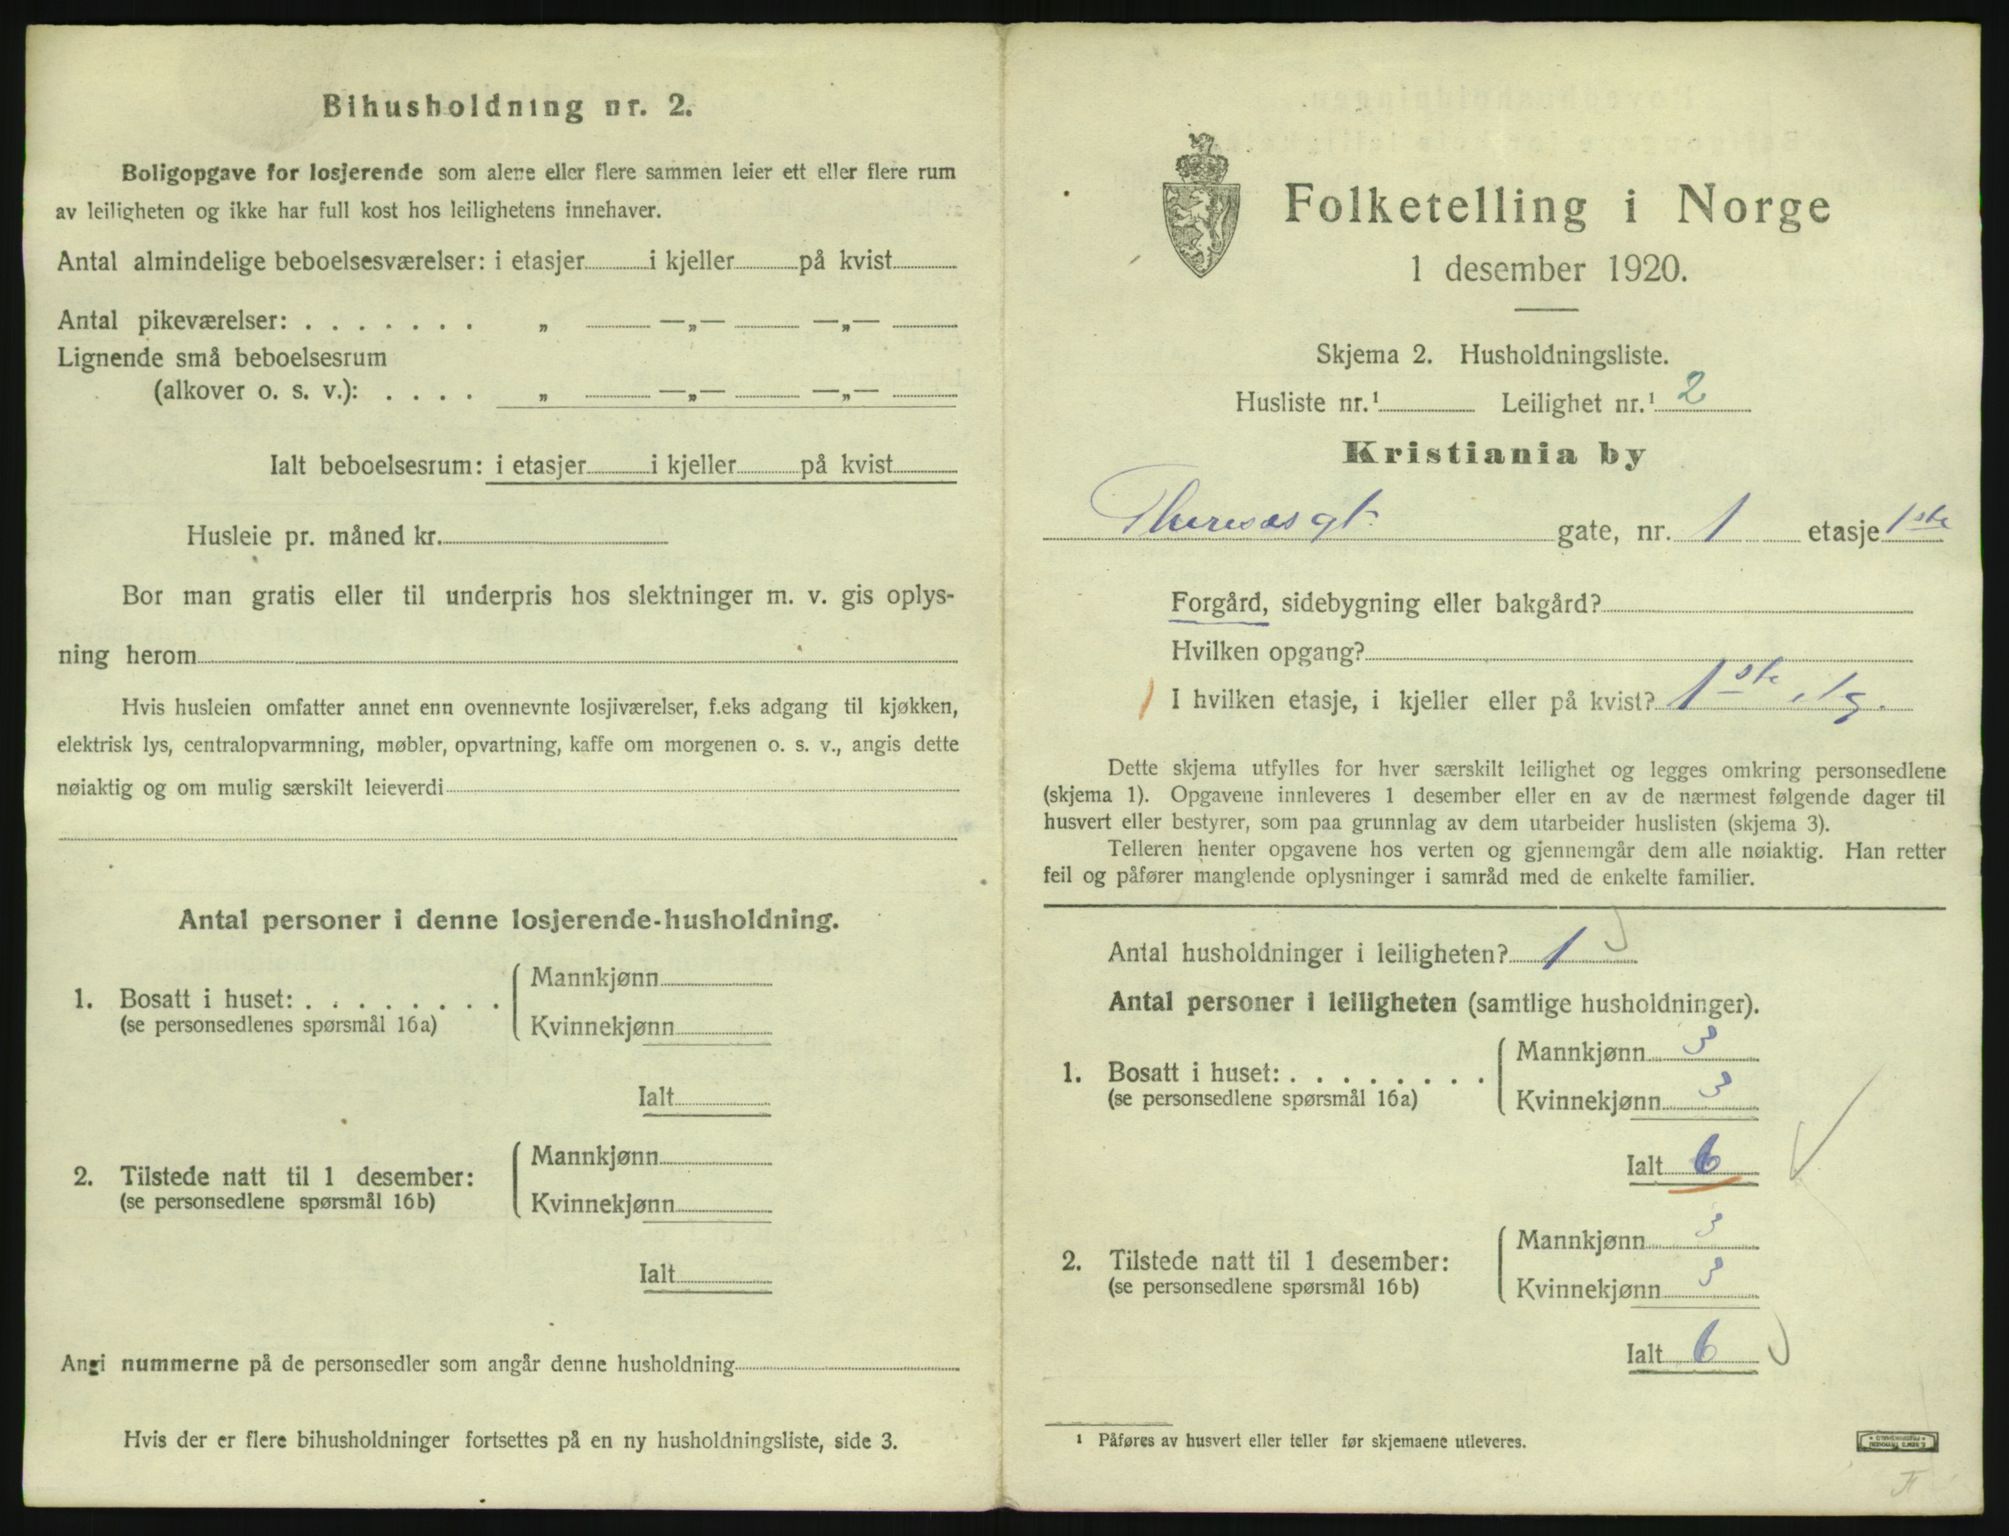 Bihusholdning nr. 2.
Boligopgave for losjerende som alene eller flere sammen leier ett eller flere rum
av leiligheten og ikke har full kost hos leilighetens innehaver.
Antal almindelige beboelsesværelser: i etasjer i kjeller på kvist
Antal pikeværelser: . . . . . . . „ —„— —„—
Lignende små beboelsesrum
(alkover o. s. v.): . . . . „ —„— —„—
Ialt beboelsesrum: i etasjer i kjeller på kvist
Husleie pr. måned kr.
Bor man gratis eller til underpris hos slektninger m. v. gis oplys-
ning herom
Hvis husleien omfatter annet enn ovennevnte losjiværelser, f.eks adgang til kjøkken,
elektrisk lys, centralopvarmning, møbler, opvartning, kaffe om morgenen o. s. v., angis dette
nøiaktig og om mulig særskilt leieverdi
Antal personer i denne losjerende-husholdning.
1. Bosatt i huset: . . . . . . . .
(se personsedlenes spørsmål 16a)
Mannkjønn
Kvinnekjønn
Ialt
2. Tilstede natt til 1 desember:
(se personsedlene spørsmål 16b)
Mannkjønn
Kvinnekjønn
Ialt
Angi nummerne på de personsedler som angår denne husholdning
Hvis der er flere bihusholdninger fortsettes på en ny husholdningsliste, side 3.
Folketelling i Norge
1 desember 1920.
Skjema 2. Husholdningsliste.
Husliste nr.¹ Leilighet nr.¹ 2
Kristiania by
Theresesgt. gate, nr. 1 etasje 1ste
Forgård, sidebygning eller bakgård?
Hvilken opgang?
I hvilken etasje, i kjeller eller på kvist? 1ste etg.
Dette skjema utfylles for hver særskilt leilighet og legges omkring personsedlene
(skjema 1). Opgavene innleveres 1 desember eller en av de nærmest følgende dager til
husvert eller bestyrer, som paa grunnlag av dem utarbeider huslisten (skjema 3).
Telleren henter opgavene hos verten og gjennemgår dem alle nøiaktig. Han retter
feil og påfører manglende oplysninger i samråd med de enkelte familier.
Antal husholdninger i leiligheten? 1
Antal personer i leiligheten (samtlige husholdninger).
1. Bosatt i huset: . . . . . . . .
(se personsedlene spørsmål 16a)
Mannkjønn 3
Kvinnekjønn 3
Ialt 6
2. Tilstede natt til 1 desember:
(se personsedlene spørsmål 16b)
Mannkjønn 3
Kvinnekjønn 3
Ialt 6
¹ Påføres av husvert eller teller før skjemaene utleveres.